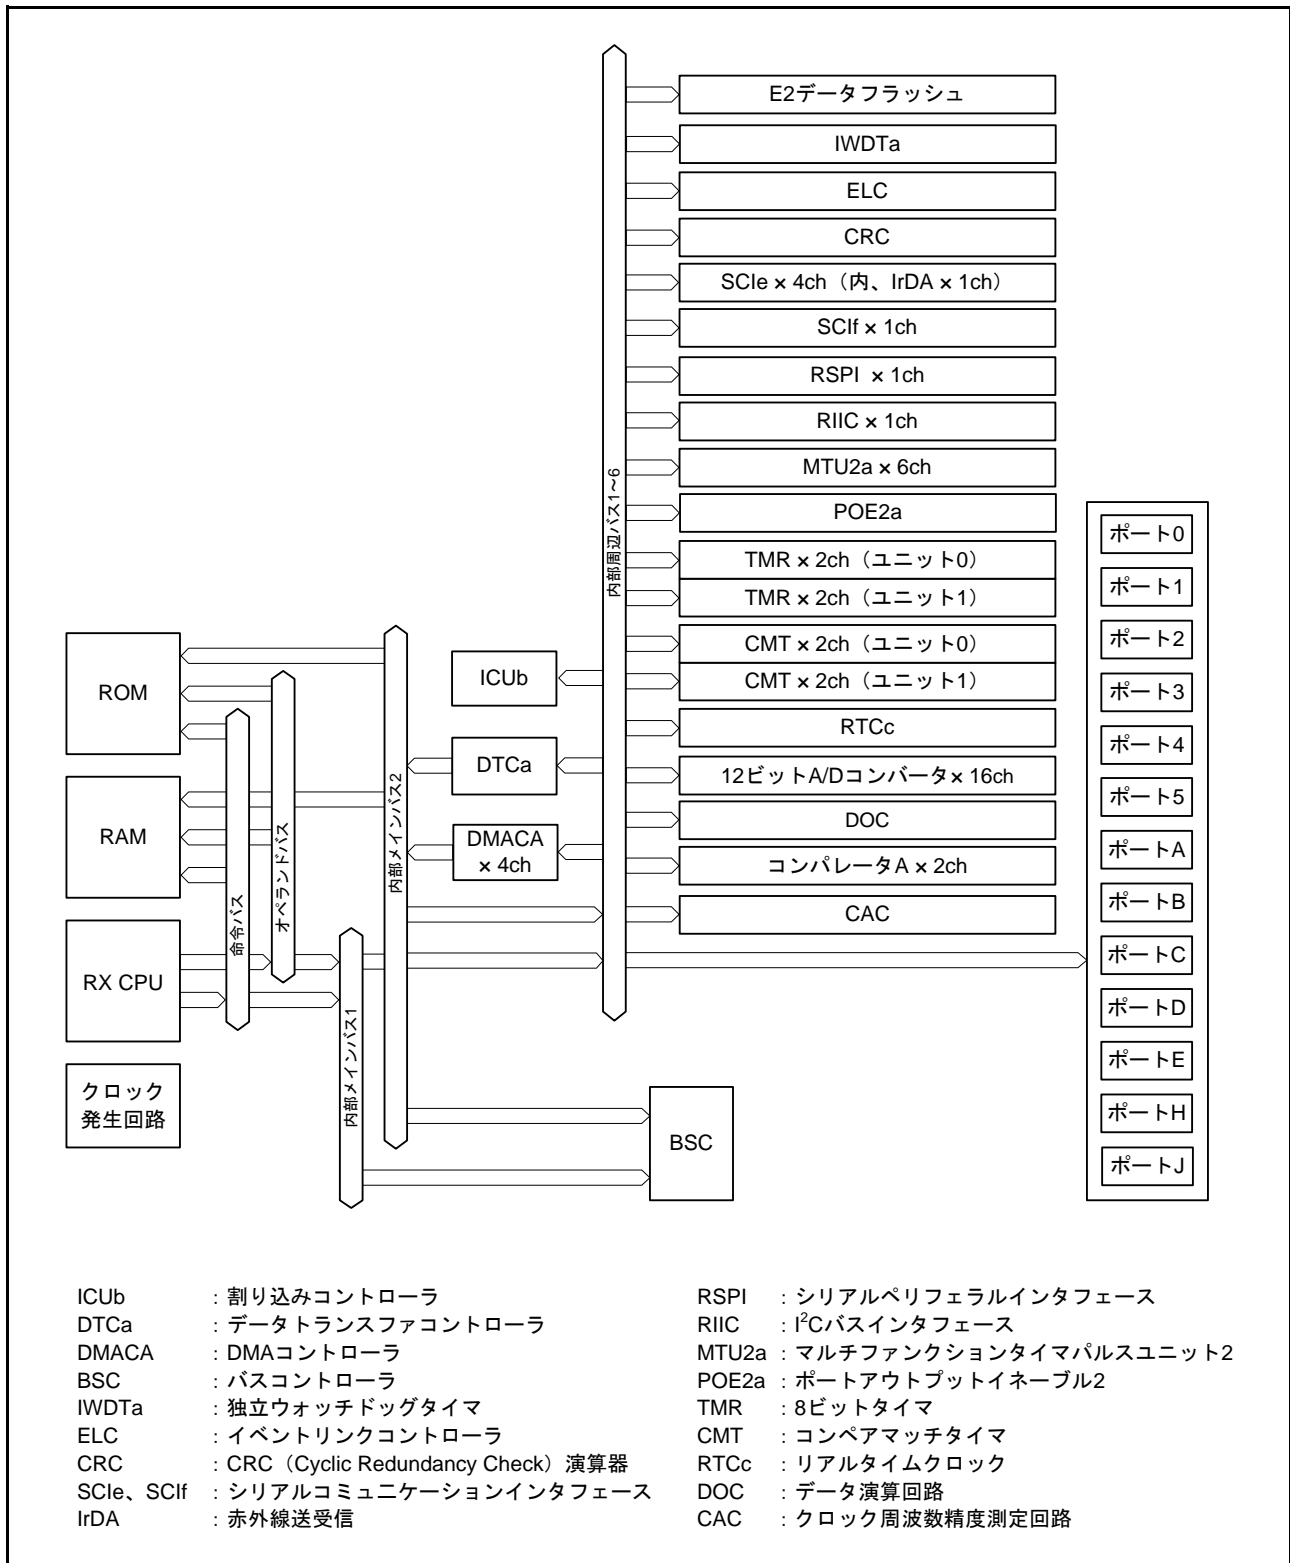 E2データフラッシュ
IWDTa
ELC
CRC
SCIe × 4ch（内、IrDA × 1ch）
SCIf × 1ch
RSPI × 1ch
RIIC × 1ch
MTU2a × 6ch
POE2a
TMR × 2ch（ユニット0）
TMR × 2ch（ユニット1）
CMT × 2ch（ユニット0）
CMT × 2ch（ユニット1）
RTCc
12ビットA/Dコンバータ× 16ch
DOC
コンパレータA × 2ch
CAC
内部周辺バス1～6
ポート0
ポート1
ポート2
ポート3
ポート4
ポート5
ポートA
ポートB
ポートC
ポートD
ポートE
ポートH
ポートJ
ROM
RAM
RX CPU
クロック
発生回路
命令バス
オペランドバス
内部メインバス1
内部メインバス2
ICUb
DTCa
DMACA
× 4ch
BSC
ICUb : 割り込みコントローラ
DTCa : データトランスファコントローラ
DMACA : DMAコントローラ
BSC : バスコントローラ
IWDTa : 独立ウォッチドッグタイマ
ELC : イベントリンクコントローラ
CRC : CRC（Cyclic Redundancy Check）演算器
SCIe、SCIf : シリアルコミュニケーションインタフェース
IrDA : 赤外線送受信
RSPI : シリアルペリフェラルインタフェース
RIIC : I²Cバスインタフェース
MTU2a : マルチファンクションタイマパルスユニット2
POE2a : ポートアウトプットイネーブル2
TMR : 8ビットタイマ
CMT : コンペアマッチタイマ
RTCc : リアルタイムクロック
DOC : データ演算回路
CAC : クロック周波数精度測定回路